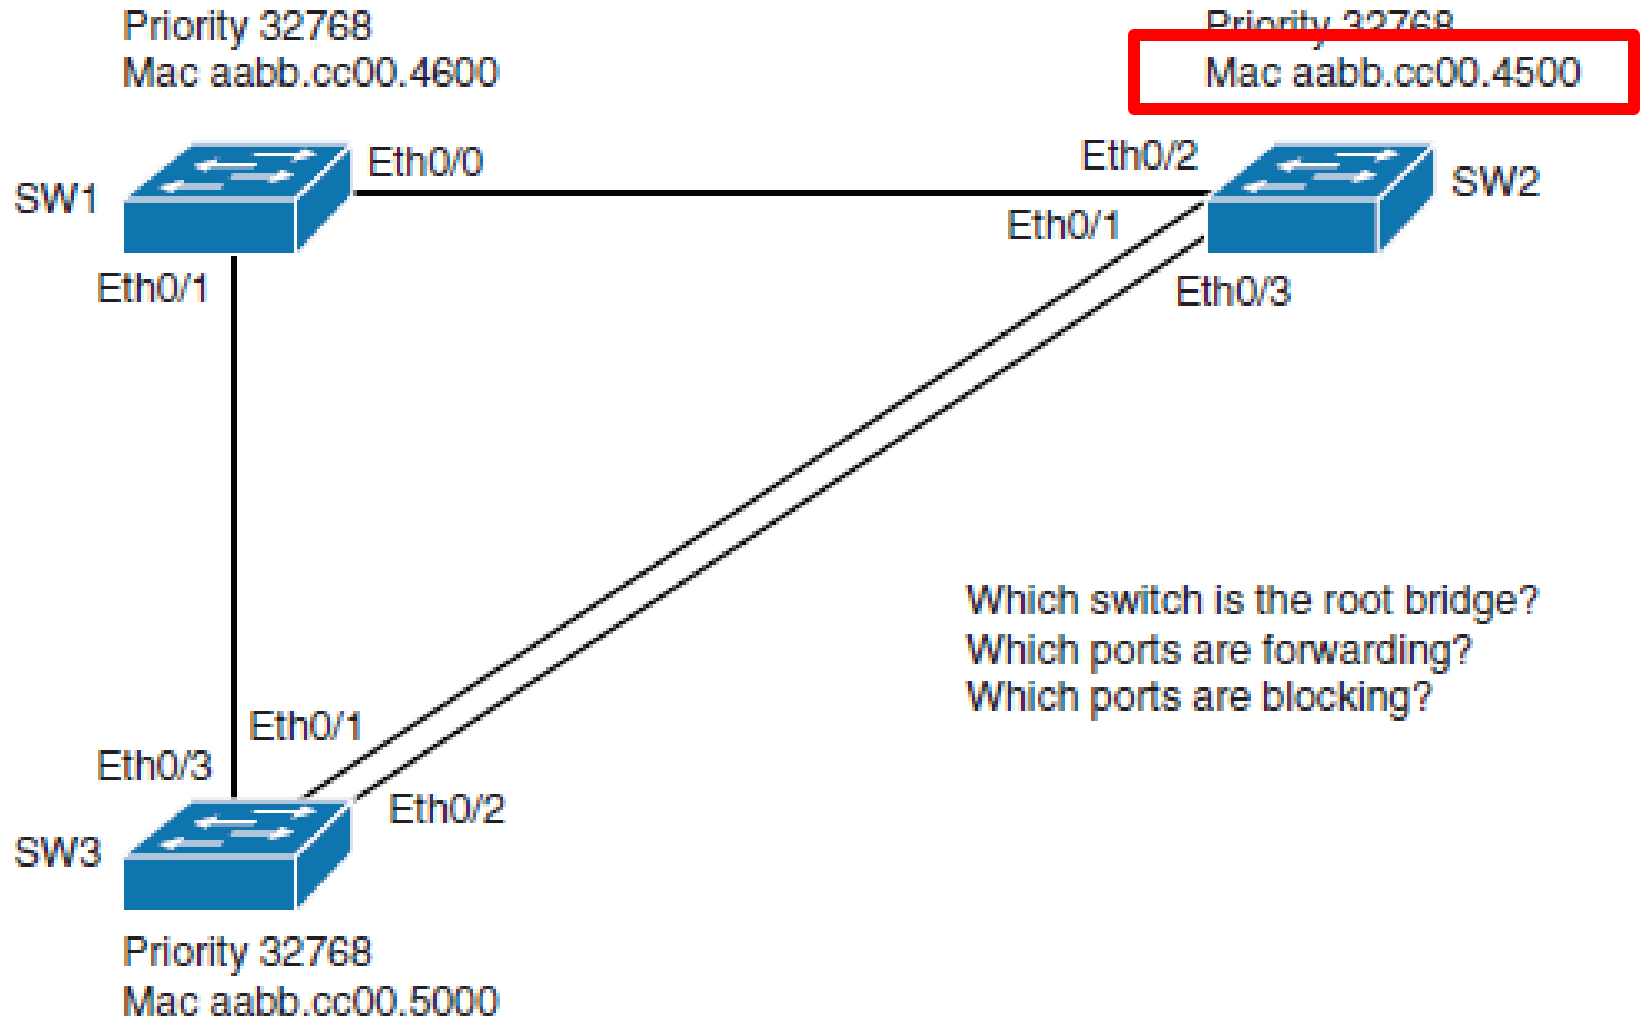 Priority 32768
Mac aabb.cc00.4600
Priority 32768
Mac aabb.cc00.4500
Eth0/0
Eth0/2
SW1
SW2
Eth0/1
Eth0/1
Eth0/3
Which switch is the root bridge?
Which ports are forwarding?
Which ports are blocking?
Eth0/1
Eth0/3
Eth0/2
SW3
Priority 32768
Mac aabb.cc00.5000